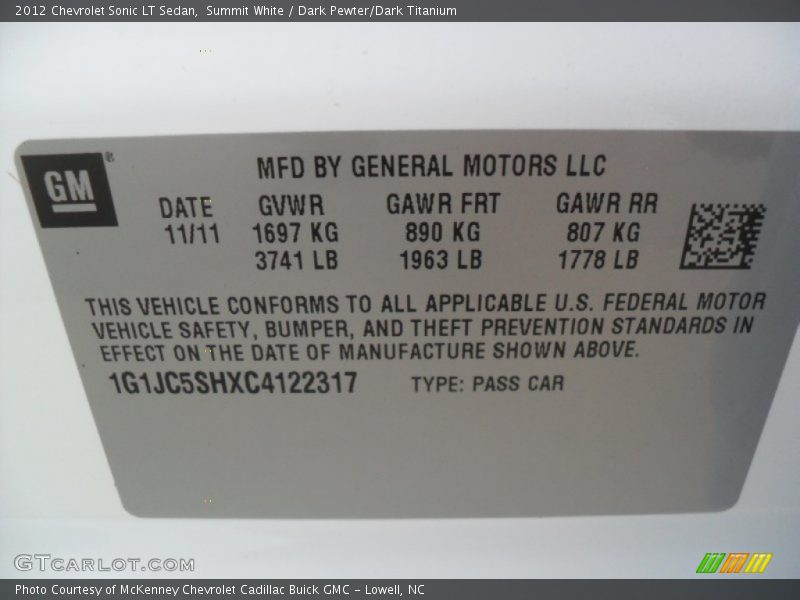 2012 Chevrolet Sonic LT Sedan, Summit White / Dark Pewter/Dark Titanium
GM®
MFD BY GENERAL MOTORS LLC
DATE GVWR GAWR FRT GAWR RR
11/11 1697 KG 890 KG 807 KG
3741 LB 1963 LB 1778 LB
THIS VEHICLE CONFORMS TO ALL APPLICABLE U.S. FEDERAL MOTOR
VEHICLE SAFETY, BUMPER, AND THEFT PREVENTION STANDARDS IN
EFFECT ON THE DATE OF MANUFACTURE SHOWN ABOVE.
1G1JC5SHXC4122317 TYPE: PASS CAR
GTCARLOT.COM
Photo Courtesy of McKenney Chevrolet Cadillac Buick GMC - Lowell, NC